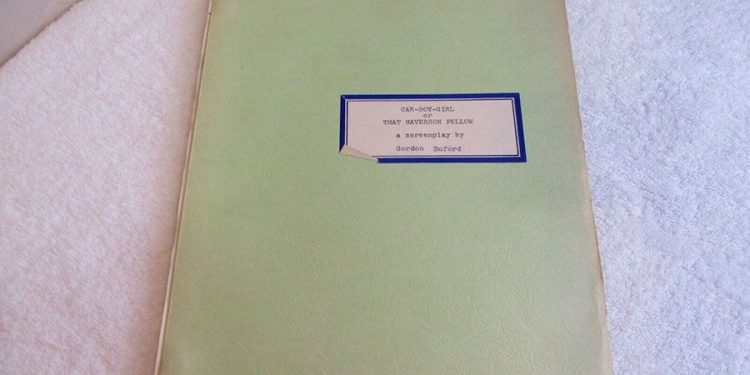 CAR-BOY-GIRL
or
THAT HAVERSON FELLOW
a screenplay by
Gordon Buford